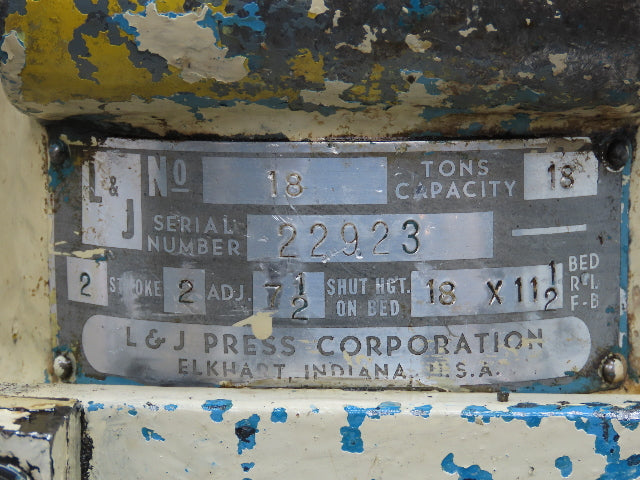 L & J No 18 TONS CAPACITY 18
SERIAL NUMBER 22923
2 STROKE 2 ADJ. 7 1/2 SHUT HGT. ON BED 18 X 11 1/2 BED R-L F-B
L & J PRESS CORPORATION
ELKHART, INDIANA, U.S.A.